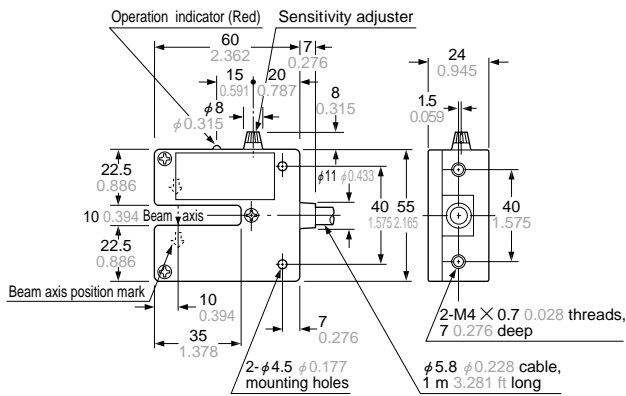 Operation indicator (Red) Sensitivity adjuster
60
2.362
7
0.276
24
0.945
15
0.591
20
0.787
8
0.315
1.5
0.059
φ8
φ0.315
φ11 φ0.433
22.5
0.886
10 0.394 Beam axis
22.5
0.886
40
1.575
55
2.165
40
1.575
Beam axis position mark
10
0.394
35
1.378
7
0.276
2-M4 × 0.7 0.028 threads,
7 0.276 deep
2-φ4.5 φ0.177
mounting holes
φ5.8 φ0.228 cable,
1 m 3.281 ft long